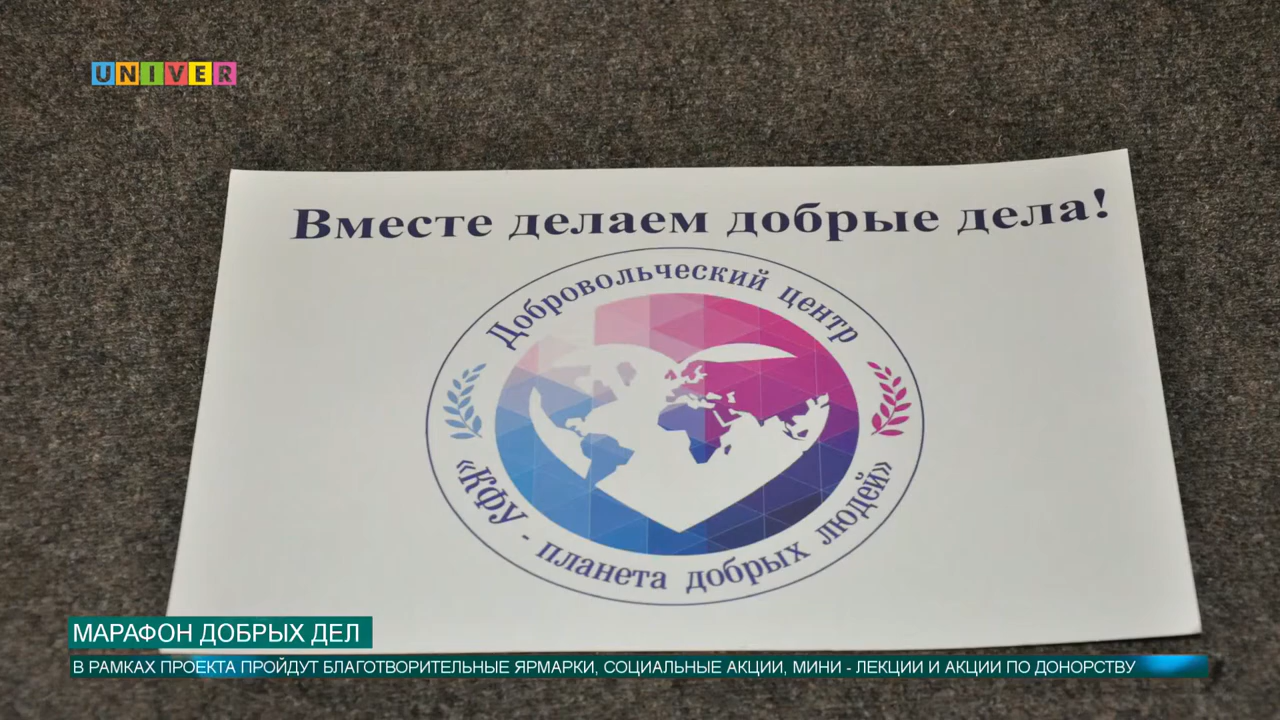 UNIVER
Вместе делаем добрые дела!
Добровольческий центр
«КФУ - планета добрых людей»
МАРАФОН ДОБРЫХ ДЕЛ
В РАМКАХ ПРОЕКТА ПРОЙДУТ БЛАГОТВОРИТЕЛЬНЫЕ ЯРМАРКИ, СОЦИАЛЬНЫЕ АКЦИИ, МИНИ - ЛЕКЦИИ И АКЦИИ ПО ДОНОРСТВУ